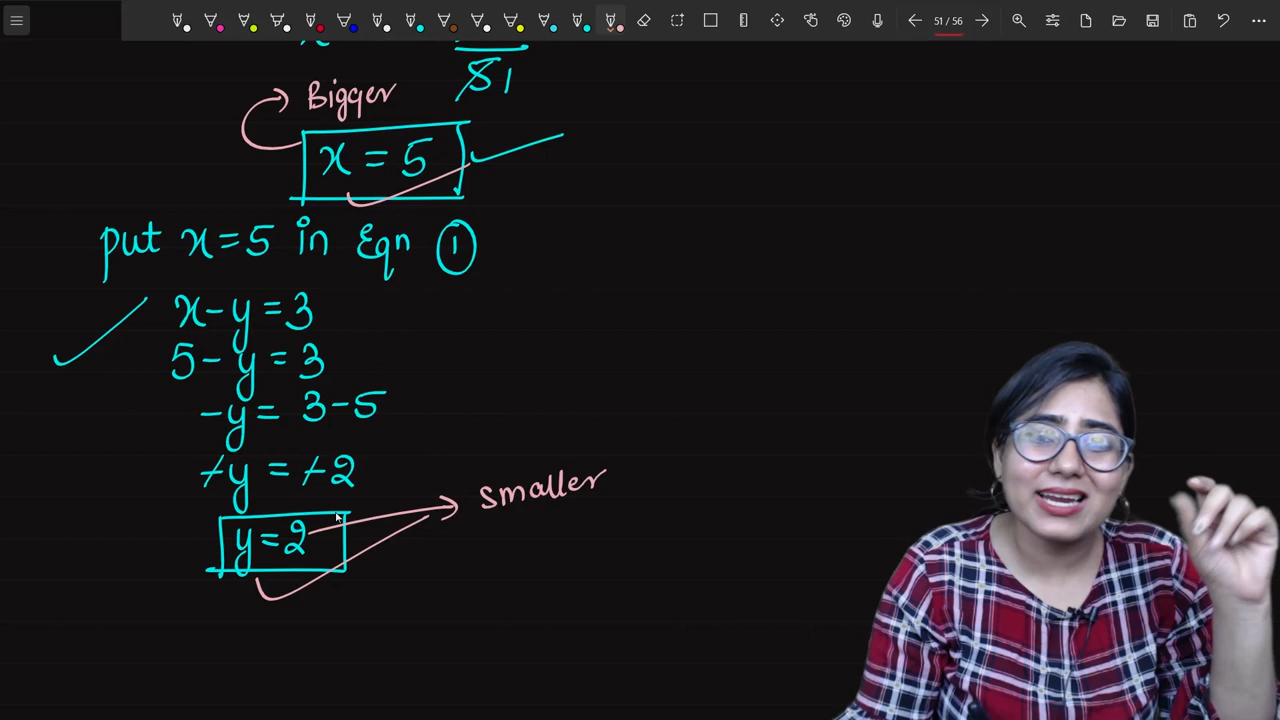 51 / 56
81
Bigger
x = 5
put x=5 in Eqn ①
x-y=3
5-y=3
-y= 3-5
-y = -2
smaller
y=2